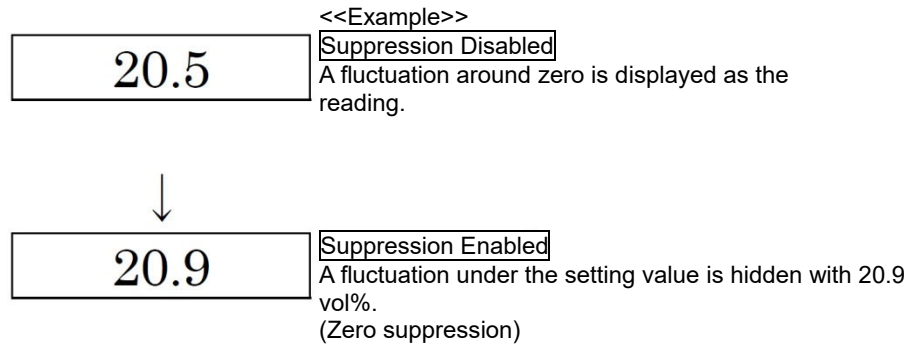 <<Example>>
Suppression Disabled
20.5
A fluctuation around zero is displayed as the
reading.
↓
Suppression Enabled
20.9
A fluctuation under the setting value is hidden with 20.9
vol%.
(Zero suppression)